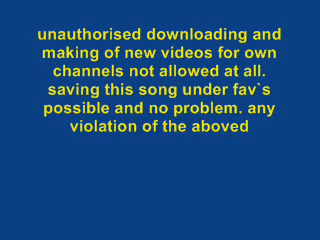 unauthorised downloading and
making of new videos for own
channels not allowed at all.
saving this song under fav`s
possible and no problem. any
violation of the aboved